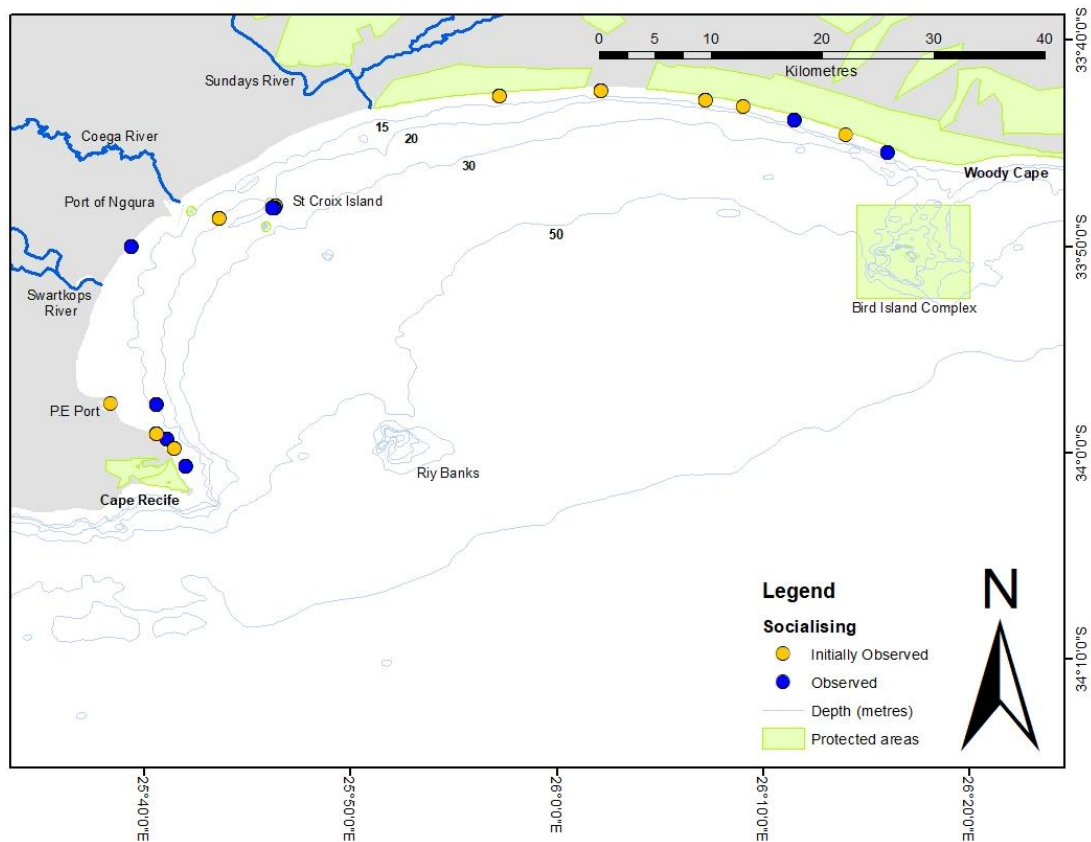 0 5 10 20 30 40
Kilometres
33°40'0"S
Sundays River
Coega River
15
20
30
Woody Cape
Port of Ngqura
St Croix Island
50
33°50'0"S
Swartkops
River
Bird Island Complex
P.E Port
34°0'0"S
Riy Banks
Cape Recife
N
Legend
Socialising
Initially Observed
Observed
Depth (metres)
Protected areas
34°10'0"S
25°40'0"E
25°50'0"E
26°0'0"E
26°10'0"E
26°20'0"E